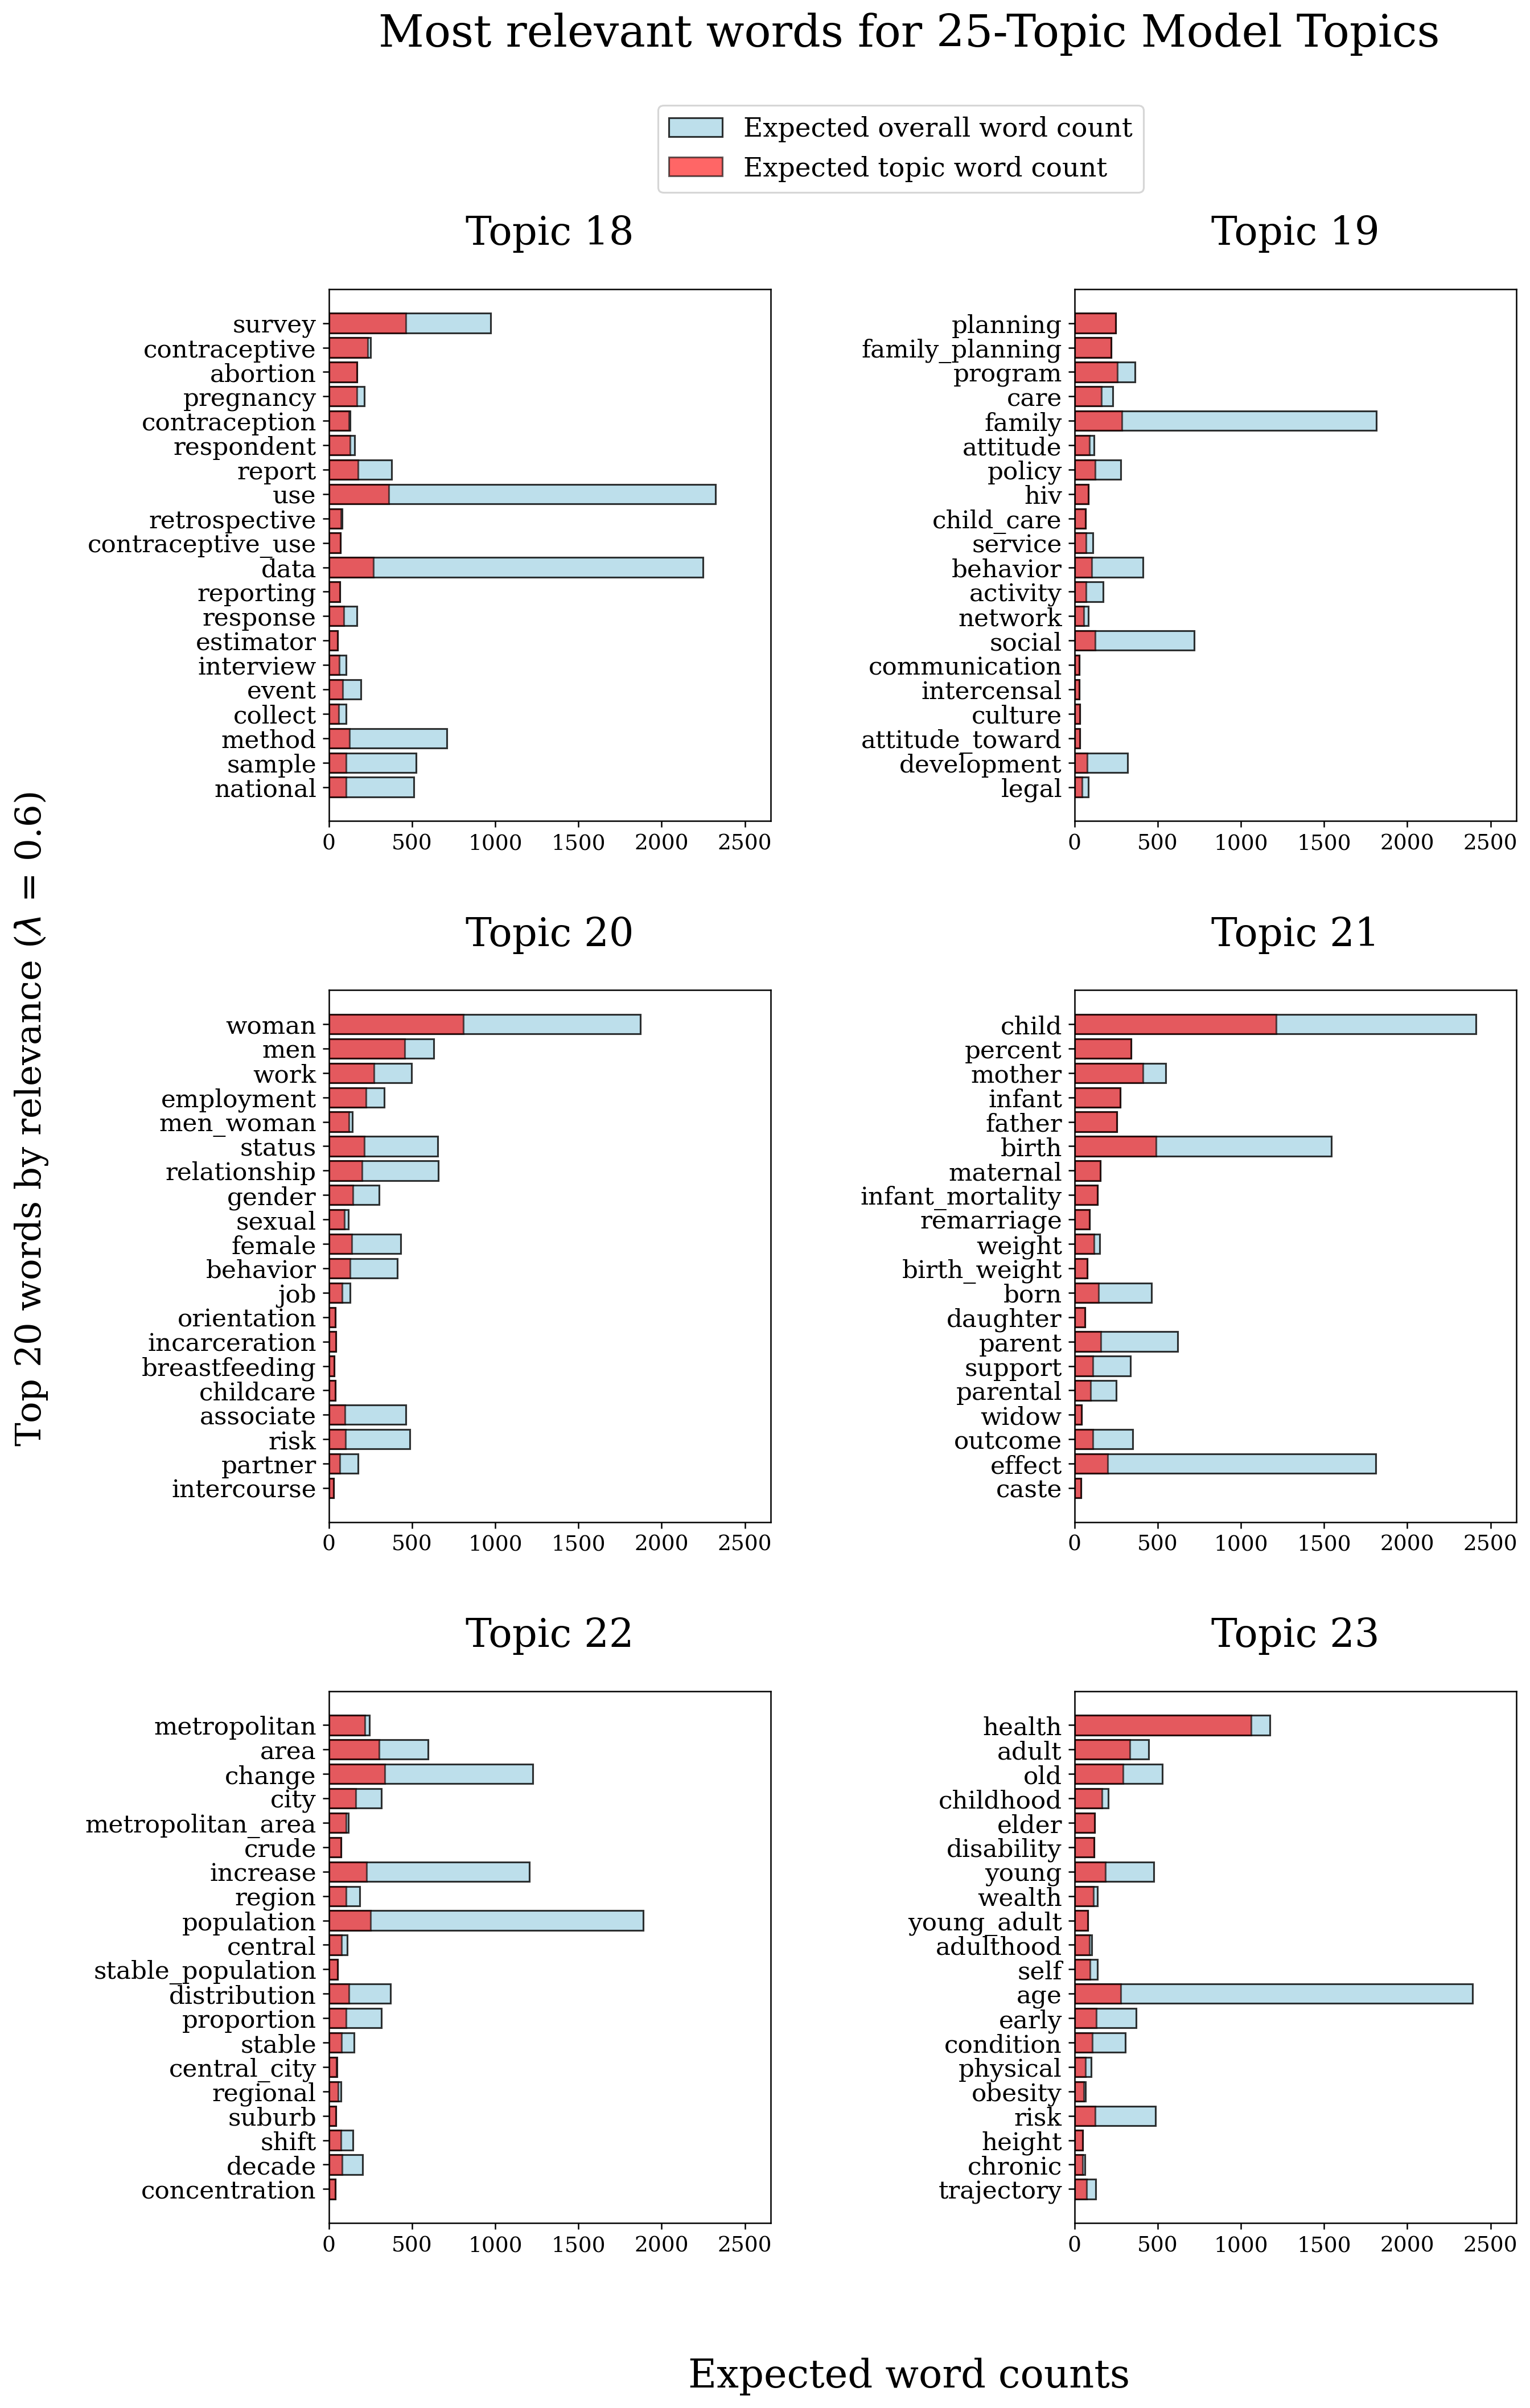 Most relevant words for 25-Topic Model Topics
Expected overall word count
Expected topic word count
Top 20 words by relevance (λ = 0.6)
Topic 18
survey
contraceptive
abortion
pregnancy
contraception
respondent
report
use
retrospective
contraceptive_use
data
reporting
response
estimator
interview
event
collect
method
sample
national
0 500 1000 1500 2000 2500
Topic 19
planning
family_planning
program
care
family
attitude
policy
hiv
child_care
service
behavior
activity
network
social
communication
intercensal
culture
attitude_toward
development
legal
0 500 1000 1500 2000 2500
Topic 20
woman
men
work
employment
men_woman
status
relationship
gender
sexual
female
behavior
job
orientation
incarceration
breastfeeding
childcare
associate
risk
partner
intercourse
0 500 1000 1500 2000 2500
Topic 21
child
percent
mother
infant
father
birth
maternal
infant_mortality
remarriage
weight
birth_weight
born
daughter
parent
support
parental
widow
outcome
effect
caste
0 500 1000 1500 2000 2500
Topic 22
metropolitan
area
change
city
metropolitan_area
crude
increase
region
population
central
stable_population
distribution
proportion
stable
central_city
regional
suburb
shift
decade
concentration
0 500 1000 1500 2000 2500
Topic 23
health
adult
old
childhood
elder
disability
young
wealth
young_adult
adulthood
self
age
early
condition
physical
obesity
risk
height
chronic
trajectory
0 500 1000 1500 2000 2500
Expected word counts